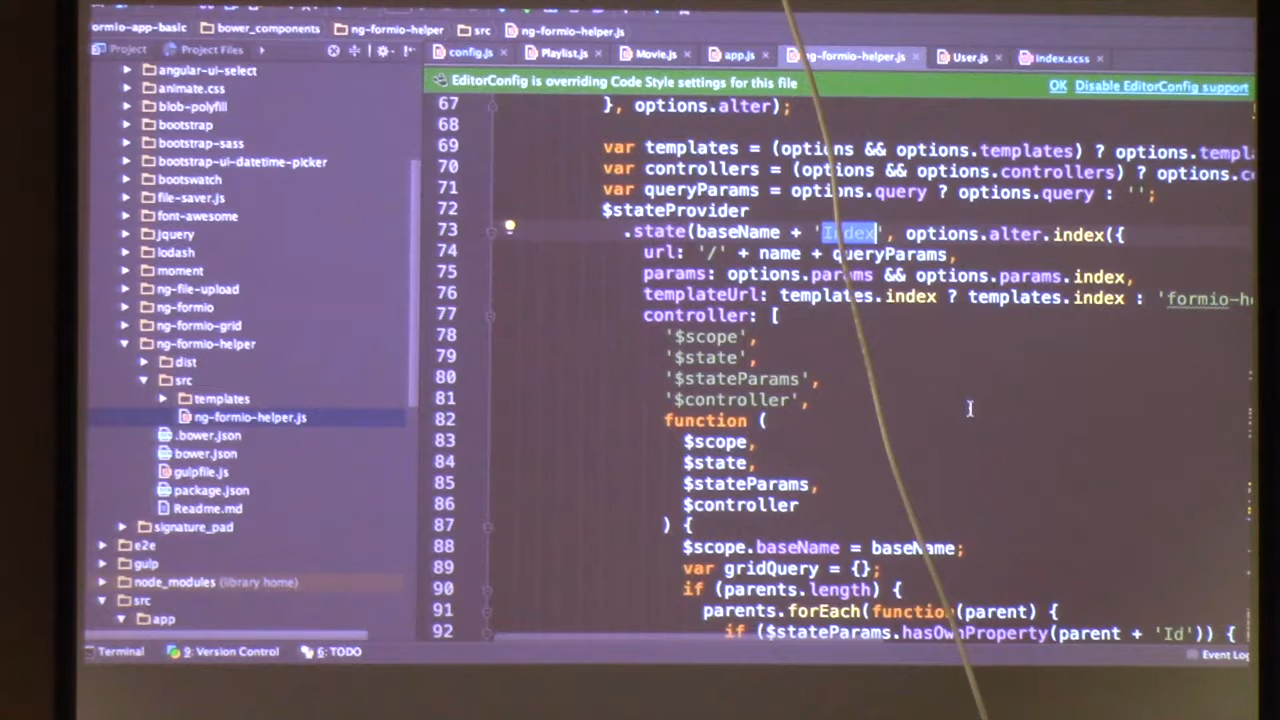 ormio-app-basic bower_components ng-formio-helper src ng-formio-helper.js
Project Project Files
config.js Playlist.js Movie.js app.js ng-formio-helper.js User.js index.scss
EditorConfig is overriding Code Style settings for this file OK Disable EditorConfig support
angular-ui-select
animate.css
blob-polyfill
bootstrap
bootstrap-sass
bootstrap-ui-datetime-picker
bootswatch
file-saver.js
font-awesome
jquery
lodash
moment
ng-file-upload
ng-formio
ng-formio-grid
ng-formio-helper
dist
src
templates
ng-formio-helper.js
.bower.json
bower.json
gulpfile.js
package.json
Readme.md
signature_pad
e2e
gulp
node_modules (library home)
src
app
67 }, options.alter);
68
69 var templates = (options && options.templates) ? options.templ
70 var controllers = (options && options.controllers) ? options.co
71 var queryParams = options.query ? options.query : '';
72 $stateProvider
73 .state(baseName + 'Index', options.alter.index({
74 url: '/' + name + queryParams,
75 params: options.params && options.params.index,
76 templateUrl: templates.index ? templates.index : 'formio-he
77 controller: [
78 '$scope',
79 '$state',
80 '$stateParams',
81 '$controller',
82 function (
83 $scope,
84 $state,
85 $stateParams,
86 $controller
87 ) {
88 $scope.baseName = baseName;
89 var gridQuery = {};
90 if (parents.length) {
91 parents.forEach(function(parent) {
92 if ($stateParams.hasOwnProperty(parent + 'Id')) {
Terminal 9: Version Control 6: TODO Event Log